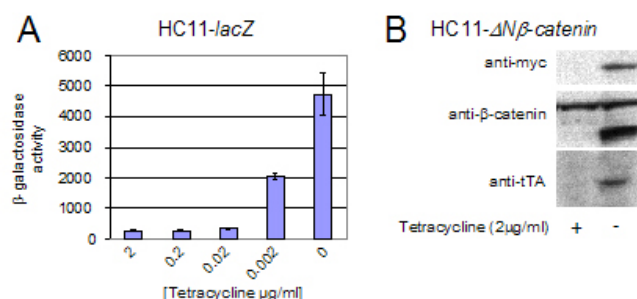 A HC11-lacZ
6000
5000
4000
3000
2000
1000
0
β- galactosidase
activity
2 0.2 0.02 0.002 0
[Tetracycline µg/ml]
B HC11-ΔNβ-catenin
anti-myc
anti-β-catenin
anti-tTA
Tetracycline (2µg/ml) + -